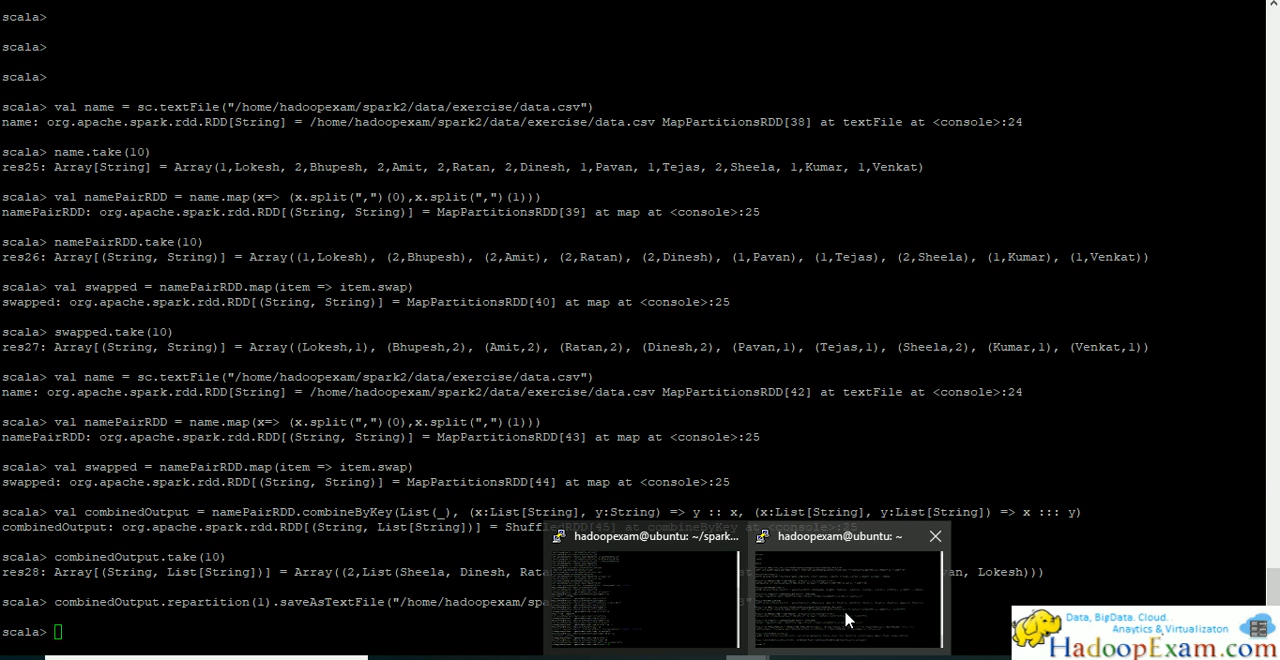 scala>
scala>
scala>
scala> val name = sc.textFile("/home/hadoopexam/spark2/data/exercise/data.csv")
name: org.apache.spark.rdd.RDD[String] = /home/hadoopexam/spark2/data/exercise/data.csv MapPartitionsRDD[38] at textFile at <console>:24
scala> name.take(10)
res25: Array[String] = Array(1,Lokesh, 2,Bhupesh, 2,Amit, 2,Ratan, 2,Dinesh, 1,Pavan, 1,Tejas, 2,Sheela, 1,Kumar, 1,Venkat)
scala> val namePairRDD = name.map(x=> (x.split(",")(0),x.split(",")(1)))
namePairRDD: org.apache.spark.rdd.RDD[(String, String)] = MapPartitionsRDD[39] at map at <console>:25
scala> namePairRDD.take(10)
res26: Array[(String, String)] = Array((1,Lokesh), (2,Bhupesh), (2,Amit), (2,Ratan), (2,Dinesh), (1,Pavan), (1,Tejas), (2,Sheela), (1,Kumar), (1,Venkat))
scala> val swapped = namePairRDD.map(item => item.swap)
swapped: org.apache.spark.rdd.RDD[(String, String)] = MapPartitionsRDD[40] at map at <console>:25
scala> swapped.take(10)
res27: Array[(String, String)] = Array((Lokesh,1), (Bhupesh,2), (Amit,2), (Ratan,2), (Dinesh,2), (Pavan,1), (Tejas,1), (Sheela,2), (Kumar,1), (Venkat,1))
scala> val name = sc.textFile("/home/hadoopexam/spark2/data/exercise/data.csv")
name: org.apache.spark.rdd.RDD[String] = /home/hadoopexam/spark2/data/exercise/data.csv MapPartitionsRDD[42] at textFile at <console>:24
scala> val namePairRDD = name.map(x=> (x.split(",")(0),x.split(",")(1)))
namePairRDD: org.apache.spark.rdd.RDD[(String, String)] = MapPartitionsRDD[43] at map at <console>:25
scala> val swapped = namePairRDD.map(item => item.swap)
swapped: org.apache.spark.rdd.RDD[(String, String)] = MapPartitionsRDD[44] at map at <console>:25
scala> val combinedOutput = namePairRDD.combineByKey(List(_), (x:List[String], y:String) => y :: x, (x:List[String], y:List[String]) => x ::: y)
combinedOutput: org.apache.spark.rdd.RDD[(String, List[String])] = ShuffledRDD[45] at combineByKey at <console>:25
hadoopexam@ubuntu: ~/spark...
hadoopexam@ubuntu: ~
scala> combinedOutput.take(10)
res28: Array[(String, List[String])] = Array((2,List(Sheela, Dinesh, Lokesh)))
scala> combinedOutput.repartition(1).saveAsTextFile("/home/hadoopexam/
scala>
Data, BigData. Cloud..
Anaytics & Virtualizaton
HadoopExam.com